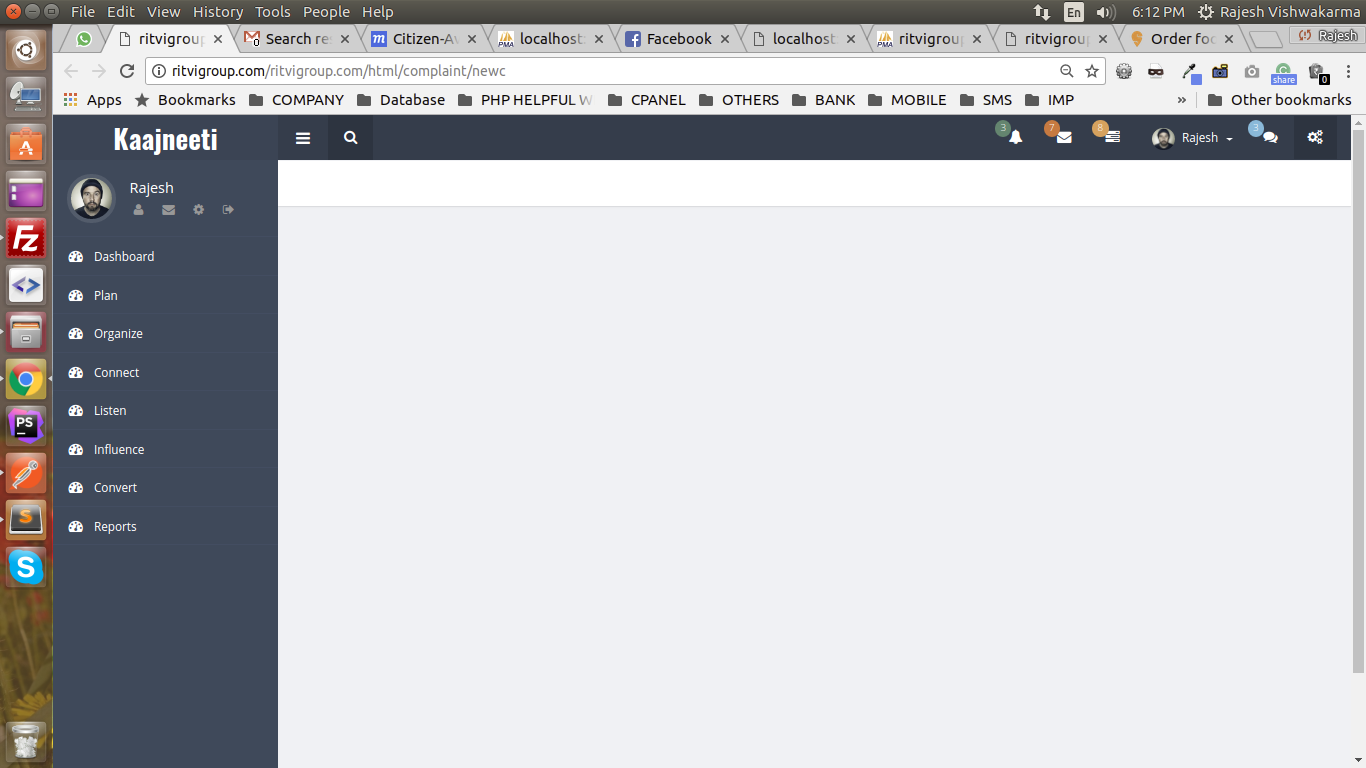 File Edit View History Tools People Help
En 6:12 PM Rajesh Vishwakarma
ritvigroup Search re Citizen-A localhost: Facebook localhost ritvigroup ritvigroup Order foo Rajesh
ritvigroup.com/ritvigroup.com/html/complaint/newc share 0
Apps Bookmarks COMPANY Database PHP HELPFUL W CPANEL OTHERS BANK MOBILE SMS IMP » Other bookmarks
Kaajneeti 3 7 8 Rajesh 3
Rajesh
Dashboard
Plan
Organize
Connect
Listen
Influence
Convert
Reports